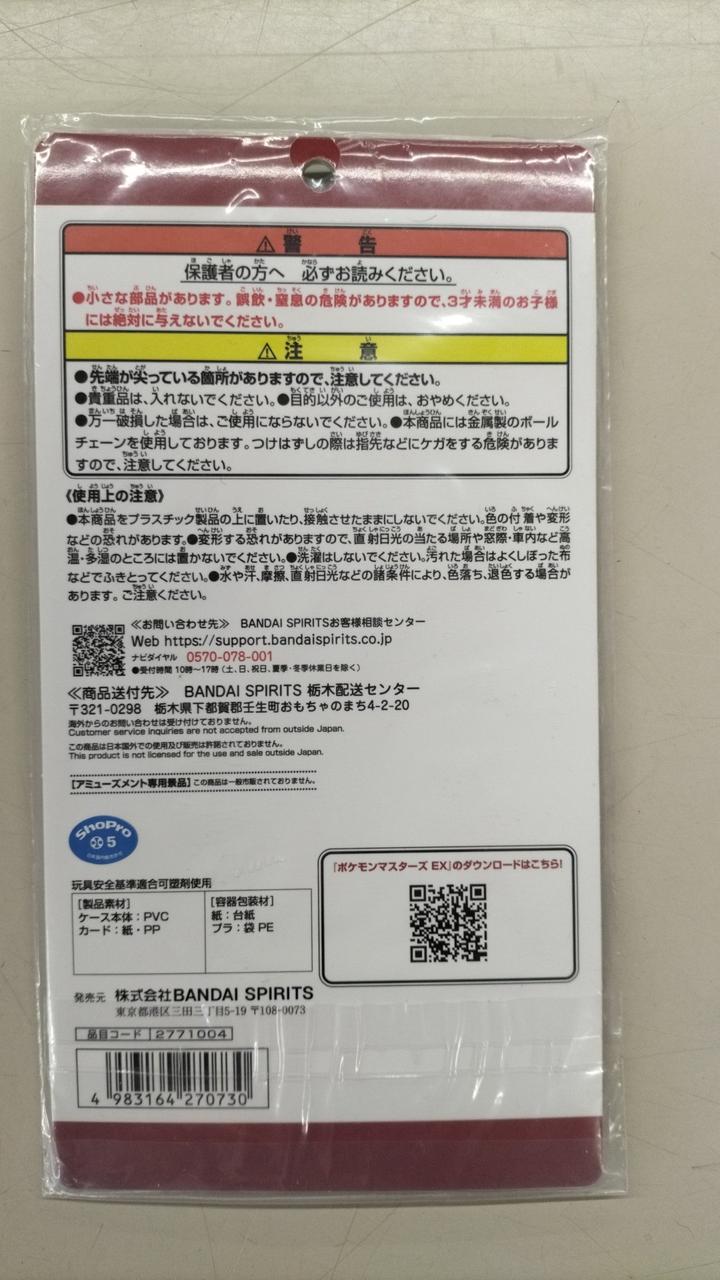 ⚠警告
保護者の方へ 必ずお読みください。
●小さな部品があります。誤飲・窒息の危険がありますので、3才未満のお子様
には絶対に与えないでください。
⚠注意
●先端が尖っている箇所がありますので、注意してください。
●貴重品は、入れないでください。●目的以外のご使用は、おやめください。
●万一破損した場合は、ご使用にならないでください。●本商品には金属製のボール
チェーンを使用しております。つけはずしの際は指先などにケガをする危険がありま
すので、注意してください。
《使用上の注意》
●本商品をプラスチック製品の上に置いたり、接触させたままにしないでください。色の付着や変形
などの恐れがあります。●変形する恐れがありますので、直射日光の当たる場所や窓際・車内など高
温・多湿のところには置かないでください。●洗濯はしないでください。汚れた場合はよくしぼった布
などでふきとってください。●水や汗、摩擦、直射日光などの諸条件により、色落ち、退色する場合が
あります。ご注意ください。
≪お問い合わせ先≫ BANDAI SPIRITSお客様相談センター
Web https://support.bandaispirits.co.jp
ナビダイヤル 0570-078-001
●受付時間 10時〜17時(土、日、祝日、夏季・冬季休業日を除く)
≪商品送付先≫ BANDAI SPIRITS 栃木配送センター
〒321-0298 栃木県下都賀郡壬生町おもちゃのまち4-2-20
海外からのお問い合わせは受け付けておりません。
Customer service inquiries are not accepted from outside Japan.
この商品は日本国外での使用及び販売は許諾されておりません。
This product is not licensed for the use and sale outside Japan.
[アミューズメント専用景品]この商品は一般市販されておりません。
ShoPro
5
『ポケモンマスターズ EX』のダウンロードはこちら!
玩具安全基準適合可塑剤使用
[製品素材]
ケース本体:PVC
カード:紙・PP
[容器包装材]
紙:台紙
プラ:袋 PE
発売元 株式会社BANDAI SPIRITS
東京都港区三田三丁目5-19 〒108-0073
品目コード 2771004
4 983164 270730